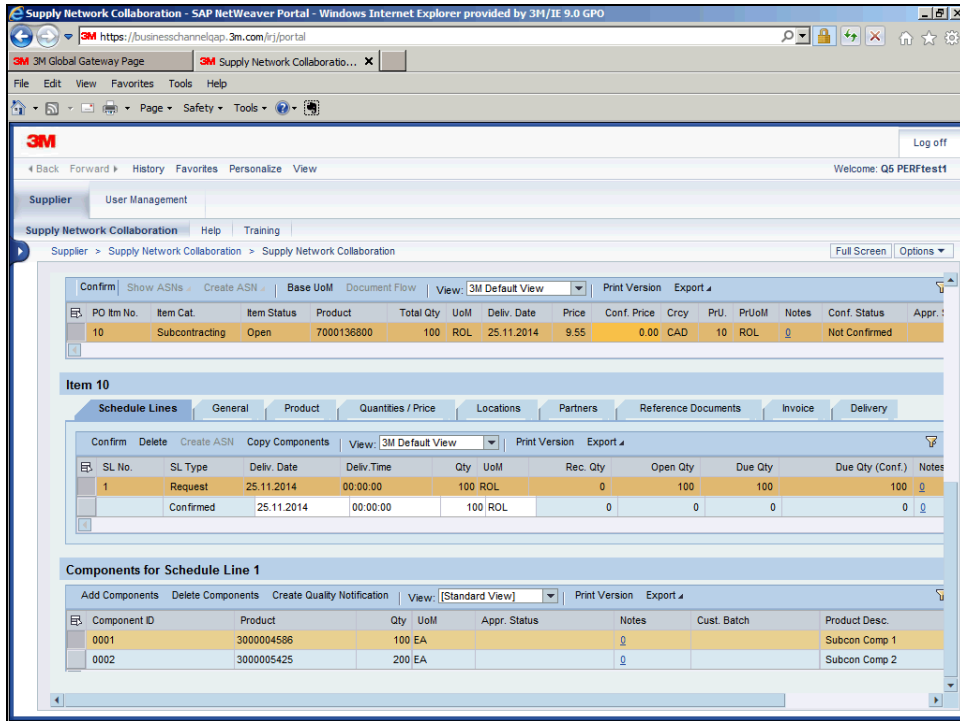 Supply Network Collaboration - SAP NetWeaver Portal - Windows Internet Explorer provided by 3M/IE 9.0 GPO
3M https://businesschannelqap.3m.com/irj/portal
3M 3M Global Gateway Page 3M Supply Network Collaboratio... X
File Edit View Favorites Tools Help
Page Safety Tools
3M
Log off
Back Forward History Favorites Personalize View Welcome: Q5 PERFtest1
Supplier User Management
Supply Network Collaboration Help Training
Supplier > Supply Network Collaboration > Supply Network Collaboration Full Screen Options
Confirm Show ASNs Create ASN Base UoM Document Flow View: 3M Default View Print Version Export
PO Itm No. Item Cat. Item Status Product Total Qty UoM Deliv. Date Price Conf. Price Crcy PrU. PrUoM Notes Conf. Status Appr.
10 Subcontracting Open 7000136800 100 ROL 25.11.2014 9.55 0.00 CAD 10 ROL 0 Not Confirmed
Item 10
Schedule Lines General Product Quantities / Price Locations Partners Reference Documents Invoice Delivery
Confirm Delete Create ASN Copy Components View: 3M Default View Print Version Export
SL No. SL Type Deliv. Date Deliv.Time Qty UoM Rec. Qty Open Qty Due Qty Due Qty (Conf.) Notes
1 Request 25.11.2014 00:00:00 100 ROL 0 100 100 100 0
Confirmed 25.11.2014 00:00:00 100 ROL 0 0 0 0 0
Components for Schedule Line 1
Add Components Delete Components Create Quality Notification View: [Standard View] Print Version Export
Component ID Product Qty UoM Appr. Status Notes Cust. Batch Product Desc.
0001 3000004586 100 EA 0 Subcon Comp 1
0002 3000005425 200 EA 0 Subcon Comp 2